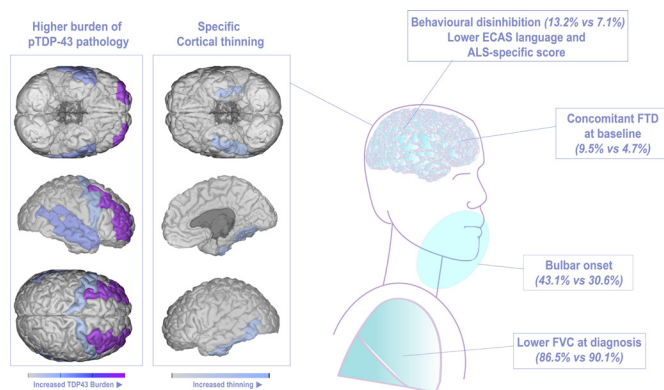 Higher burden of
pTDP-43 pathology
Specific
Cortical thinning
Behavioural disinhibition (13.2% vs 7.1%)
Lower ECAS language and
ALS-specific score
Concomitant FTD
at baseline
(9.5% vs 4.7%)
Bulbar onset
(43.1% vs 30.6%)
Lower FVC at diagnosis
(86.5% vs 90.1%)
Increased TDP43 Burden ▶
Increased thinning ▶